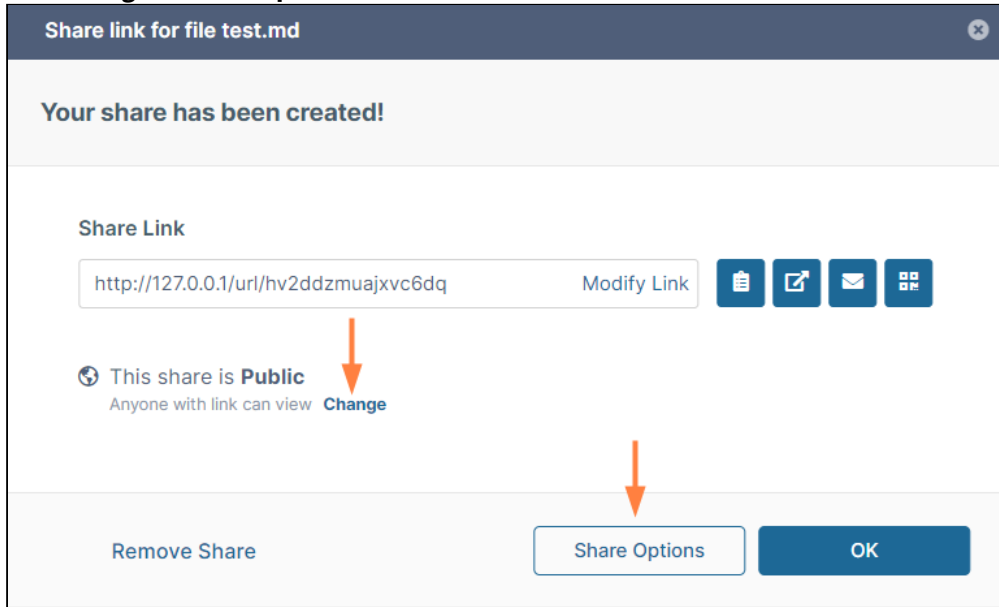 Share link for file test.md
Your share has been created!
Share Link
http://127.0.0.1/url/hv2ddzmuajxvc6dq Modify Link
This share is Public
Anyone with link can view Change
Remove Share Share Options OK